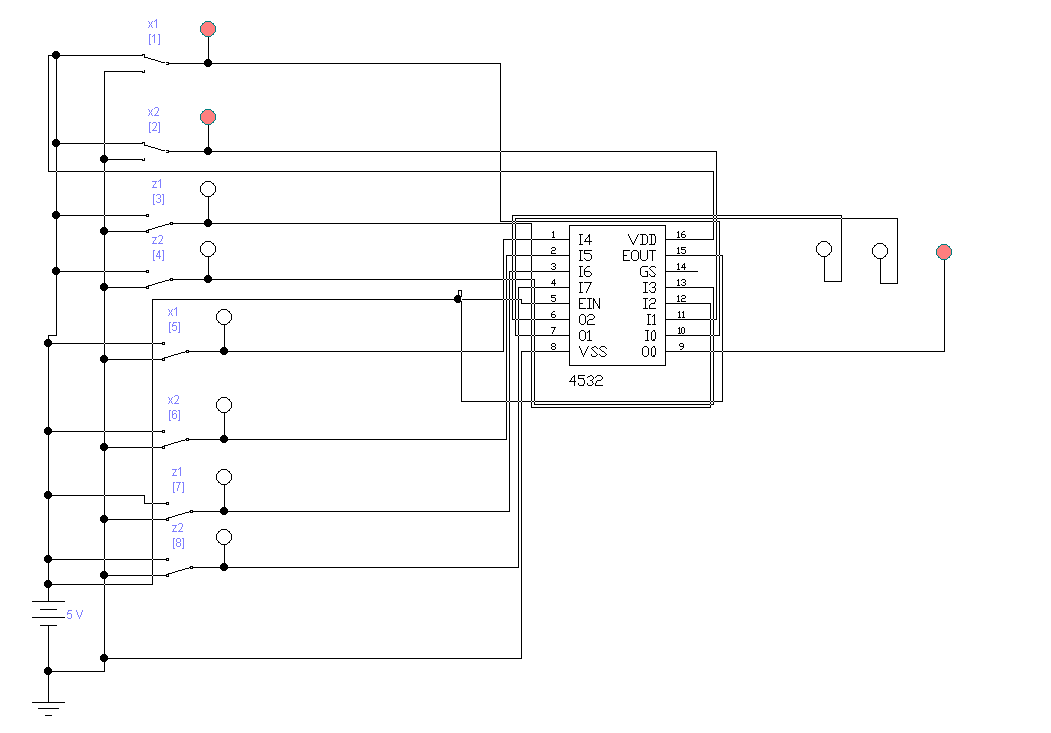 x1
[1]
x2
[2]
z1
[3]
z2
[4]
x1
[5]
x2
[6]
z1
[7]
z2
[8]
5 V
1 I4 VDD 16
2 I5 EOUT 15
3 I6 GS 14
4 I7 I3 13
5 EIN I2 12
6 O2 I1 11
7 O1 I0 10
8 VSS O0 9
4532